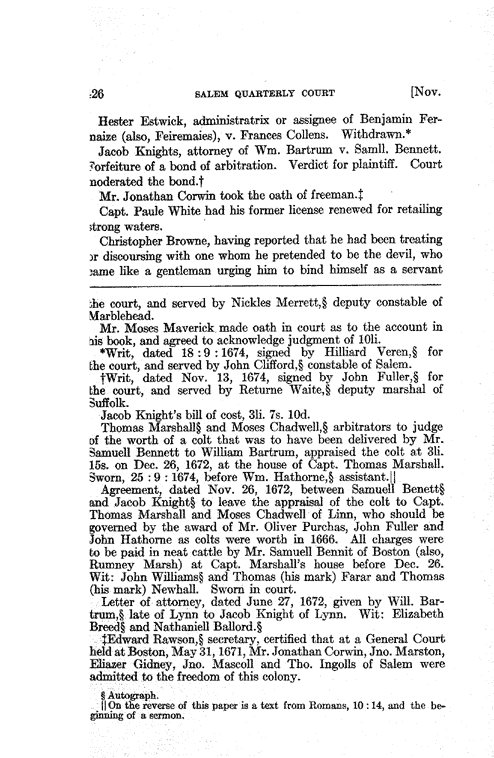 :26 SALEM QUARTERLY COURT [Nov.
Hester Estwick, administratrix or assignee of Benjamin Fer-
naize (also, Feiremaies), v. Frances Collens. Withdrawn.*
Jacob Knights, attorney of Wm. Bartrum v. Samll. Bennett.
Forfeiture of a bond of arbitration. Verdict for plaintiff. Court
moderated the bond.†
Mr. Jonathan Corwin took the oath of freeman.‡
Capt. Paule White had his former license renewed for retailing
strong waters.
Christopher Browne, having reported that he had been treating
or discoursing with one whom he pretended to be the devil, who
came like a gentleman urging him to bind himself as a servant
the court, and served by Nickles Merrett,§ deputy constable of
Marblehead.
Mr. Moses Maverick made oath in court as to the account in
his book, and agreed to acknowledge judgment of 10li.
*Writ, dated 18 : 9 : 1674, signed by Hilliard Veren,§ for
the court, and served by John Clifford,§ constable of Salem.
†Writ, dated Nov. 13, 1674, signed by John Fuller,§ for
the court, and served by Returne Waite,§ deputy marshal of
Suffolk.
Jacob Knight's bill of cost, 3li. 7s. 10d.
Thomas Marshall§ and Moses Chadwell,§ arbitrators to judge
of the worth of a colt that was to have been delivered by Mr.
Samuell Bennett to William Bartrum, appraised the colt at 3li.
15s. on Dec. 26, 1672, at the house of Capt. Thomas Marshall.
Sworn, 25 : 9 : 1674, before Wm. Hathorne,§ assistant.||
Agreement, dated Nov. 26, 1672, between Samuell Benett§
and Jacob Knight§ to leave the appraisal of the colt to Capt.
Thomas Marshall and Moses Chadwell of Linn, who should be
governed by the award of Mr. Oliver Purchas, John Fuller and
John Hathorne as colts were worth in 1666. All charges were
to be paid in neat cattle by Mr. Samuell Bennit of Boston (also,
Rumney Marsh) at Capt. Marshall's house before Dec. 26.
Wit: John Williams§ and Thomas (his mark) Farar and Thomas
(his mark) Newhall. Sworn in court.
Letter of attorney, dated June 27, 1672, given by Will. Bar-
trum,§ late of Lynn to Jacob Knight of Lynn. Wit: Elizabeth
Breed§ and Nathaniell Ballord.§
‡Edward Rawson,§ secretary, certified that at a General Court
held at Boston, May 31, 1671, Mr. Jonathan Corwin, Jno. Marston,
Eliazer Gidney, Jno. Mascoll and Tho. Ingolls of Salem were
admitted to the freedom of this colony.
§ Autograph.
|| On the reverse of this paper is a text from Romans, 10 : 14, and the be-
ginning of a sermon.